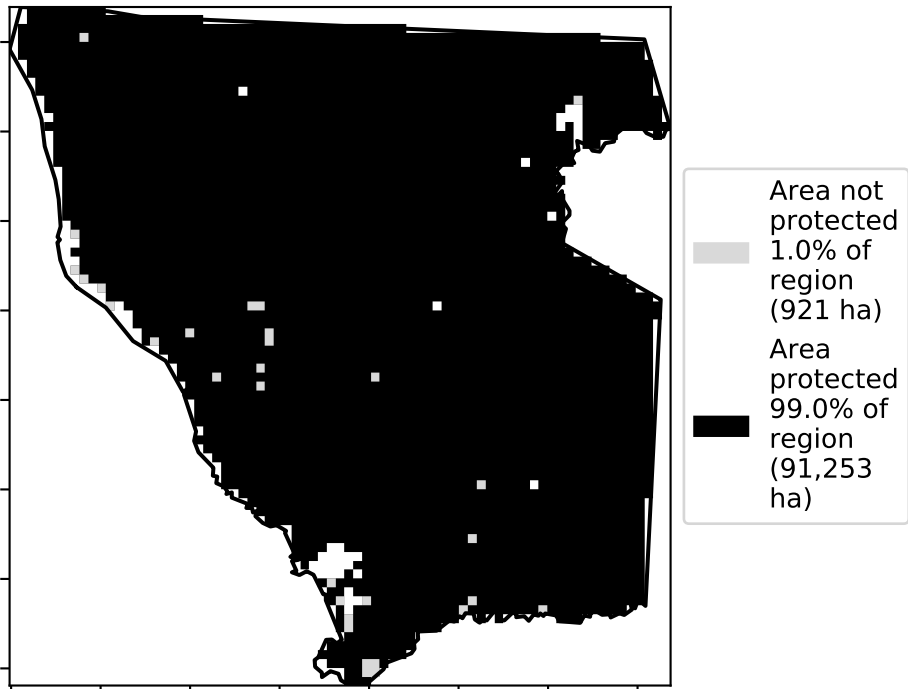 Area not
protected
1.0% of
region
(921 ha)
Area
protected
99.0% of
region
(91,253
ha)